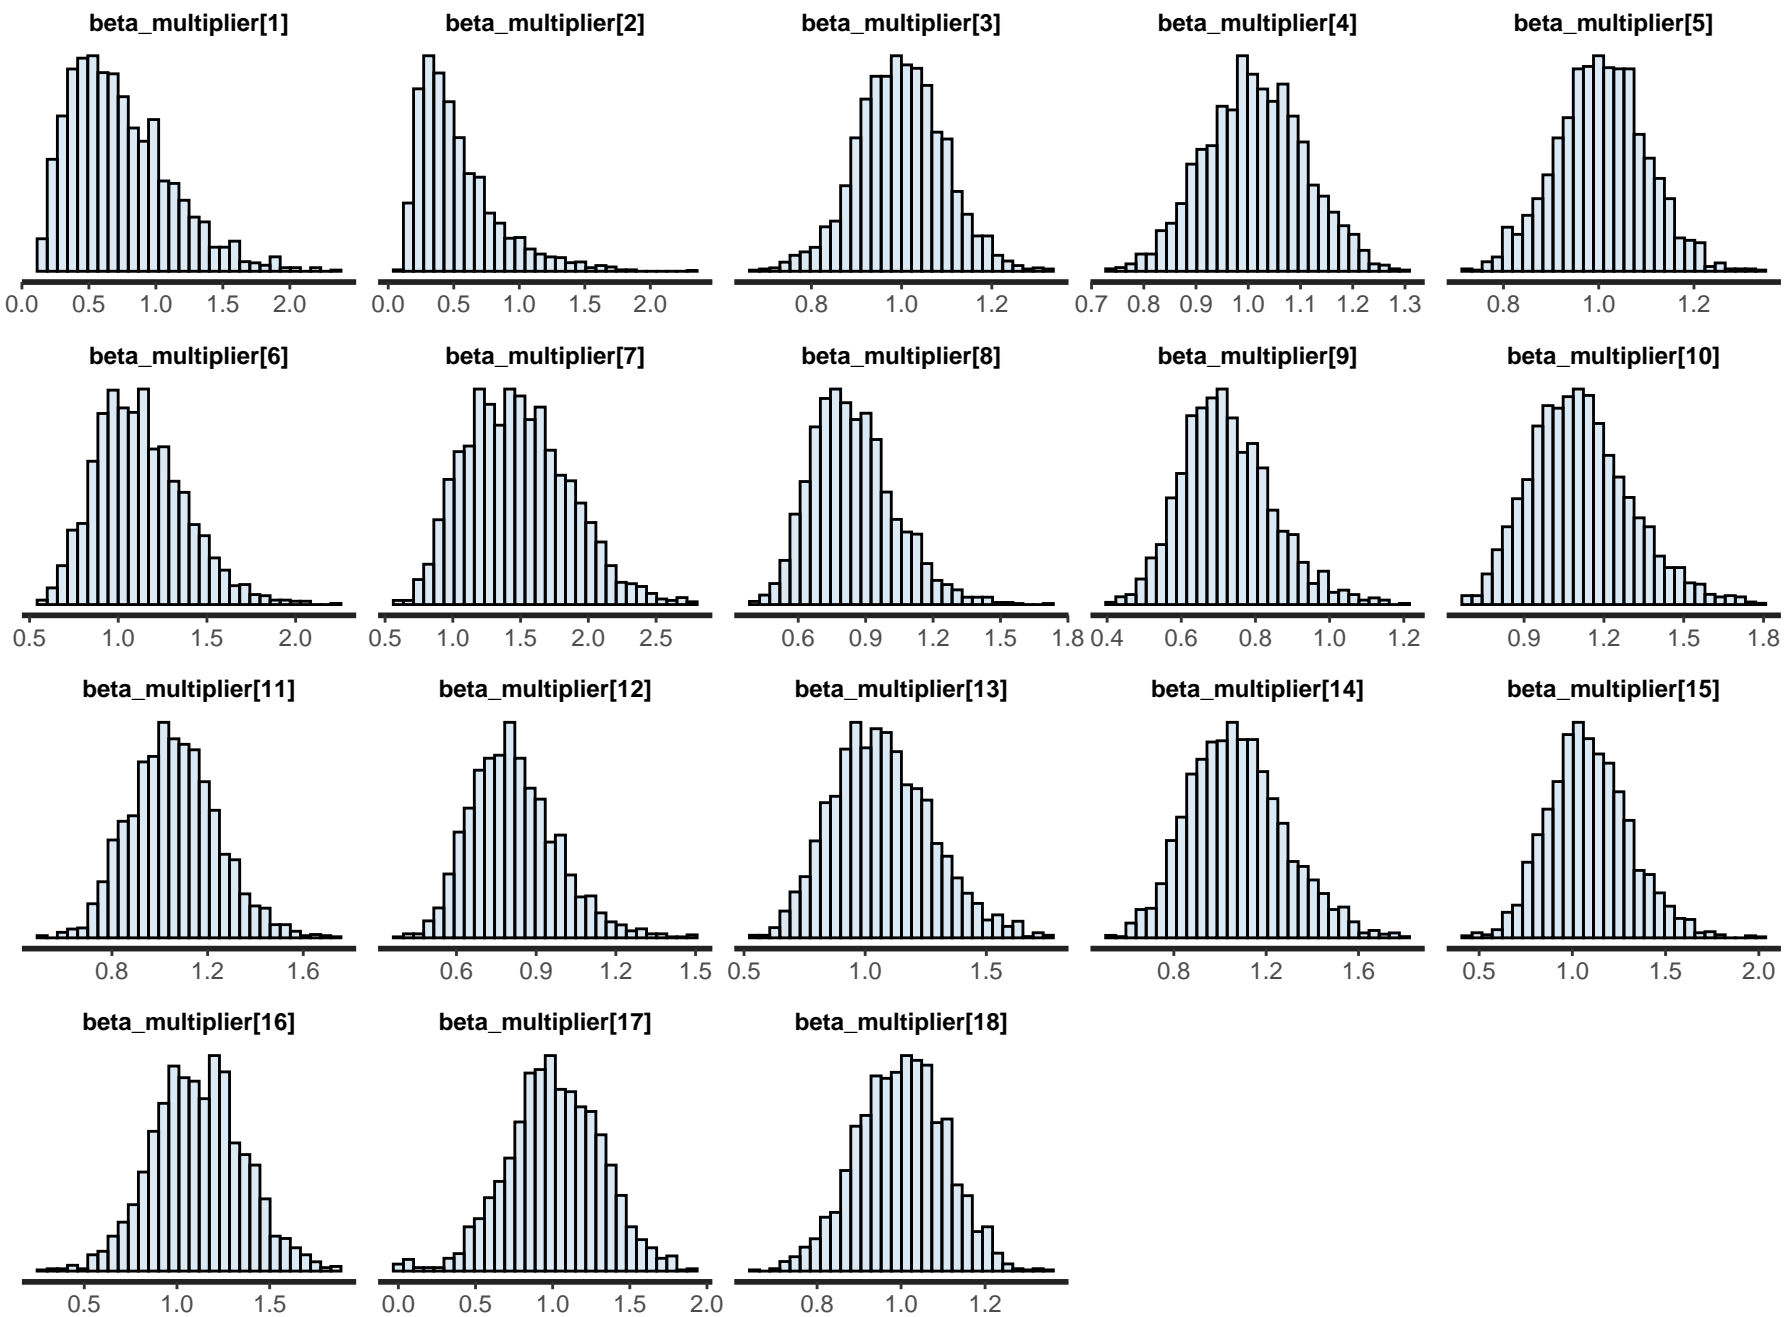 beta_multiplier[1] beta_multiplier[2] beta_multiplier[3] beta_multiplier[4] beta_multiplier[5]
0.0 0.5 1.0 1.5 2.0 0.0 0.5 1.0 1.5 2.0 0.8 1.0 1.2 0.7 0.8 0.9 1.0 1.1 1.2 1.3 0.8 1.0 1.2
beta_multiplier[6] beta_multiplier[7] beta_multiplier[8] beta_multiplier[9] beta_multiplier[10]
0.5 1.0 1.5 2.0 0.5 1.0 1.5 2.0 2.5 0.6 0.9 1.2 1.5 1.8 0.4 0.6 0.8 1.0 1.2 0.9 1.2 1.5 1.8
beta_multiplier[11] beta_multiplier[12] beta_multiplier[13] beta_multiplier[14] beta_multiplier[15]
0.8 1.2 1.6 0.6 0.9 1.2 1.5 0.5 1.0 1.5 0.8 1.2 1.6 0.5 1.0 1.5 2.0
beta_multiplier[16] beta_multiplier[17] beta_multiplier[18]
0.5 1.0 1.5 0.0 0.5 1.0 1.5 2.0 0.8 1.0 1.2